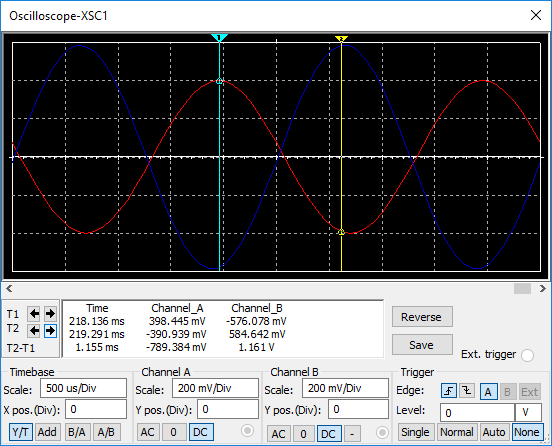 Oscilloscope-XSC1
1
2
Time Channel_A Channel_B
T1 218.136 ms 398.445 mV -576.078 mV
T2 219.291 ms -390.939 mV 584.642 mV
T2-T1 1.155 ms -789.384 mV 1.161 V
Reverse
Save
Ext. trigger
Timebase
Scale: 500 us/Div
X pos.(Div): 0
Y/T Add B/A A/B
Channel A
Scale: 200 mV/Div
Y pos.(Div): 0
AC 0 DC
Channel B
Scale: 200 mV/Div
Y pos.(Div): 0
AC 0 DC -
Trigger
Edge: A B Ext
Level: 0 V
Single Normal Auto None